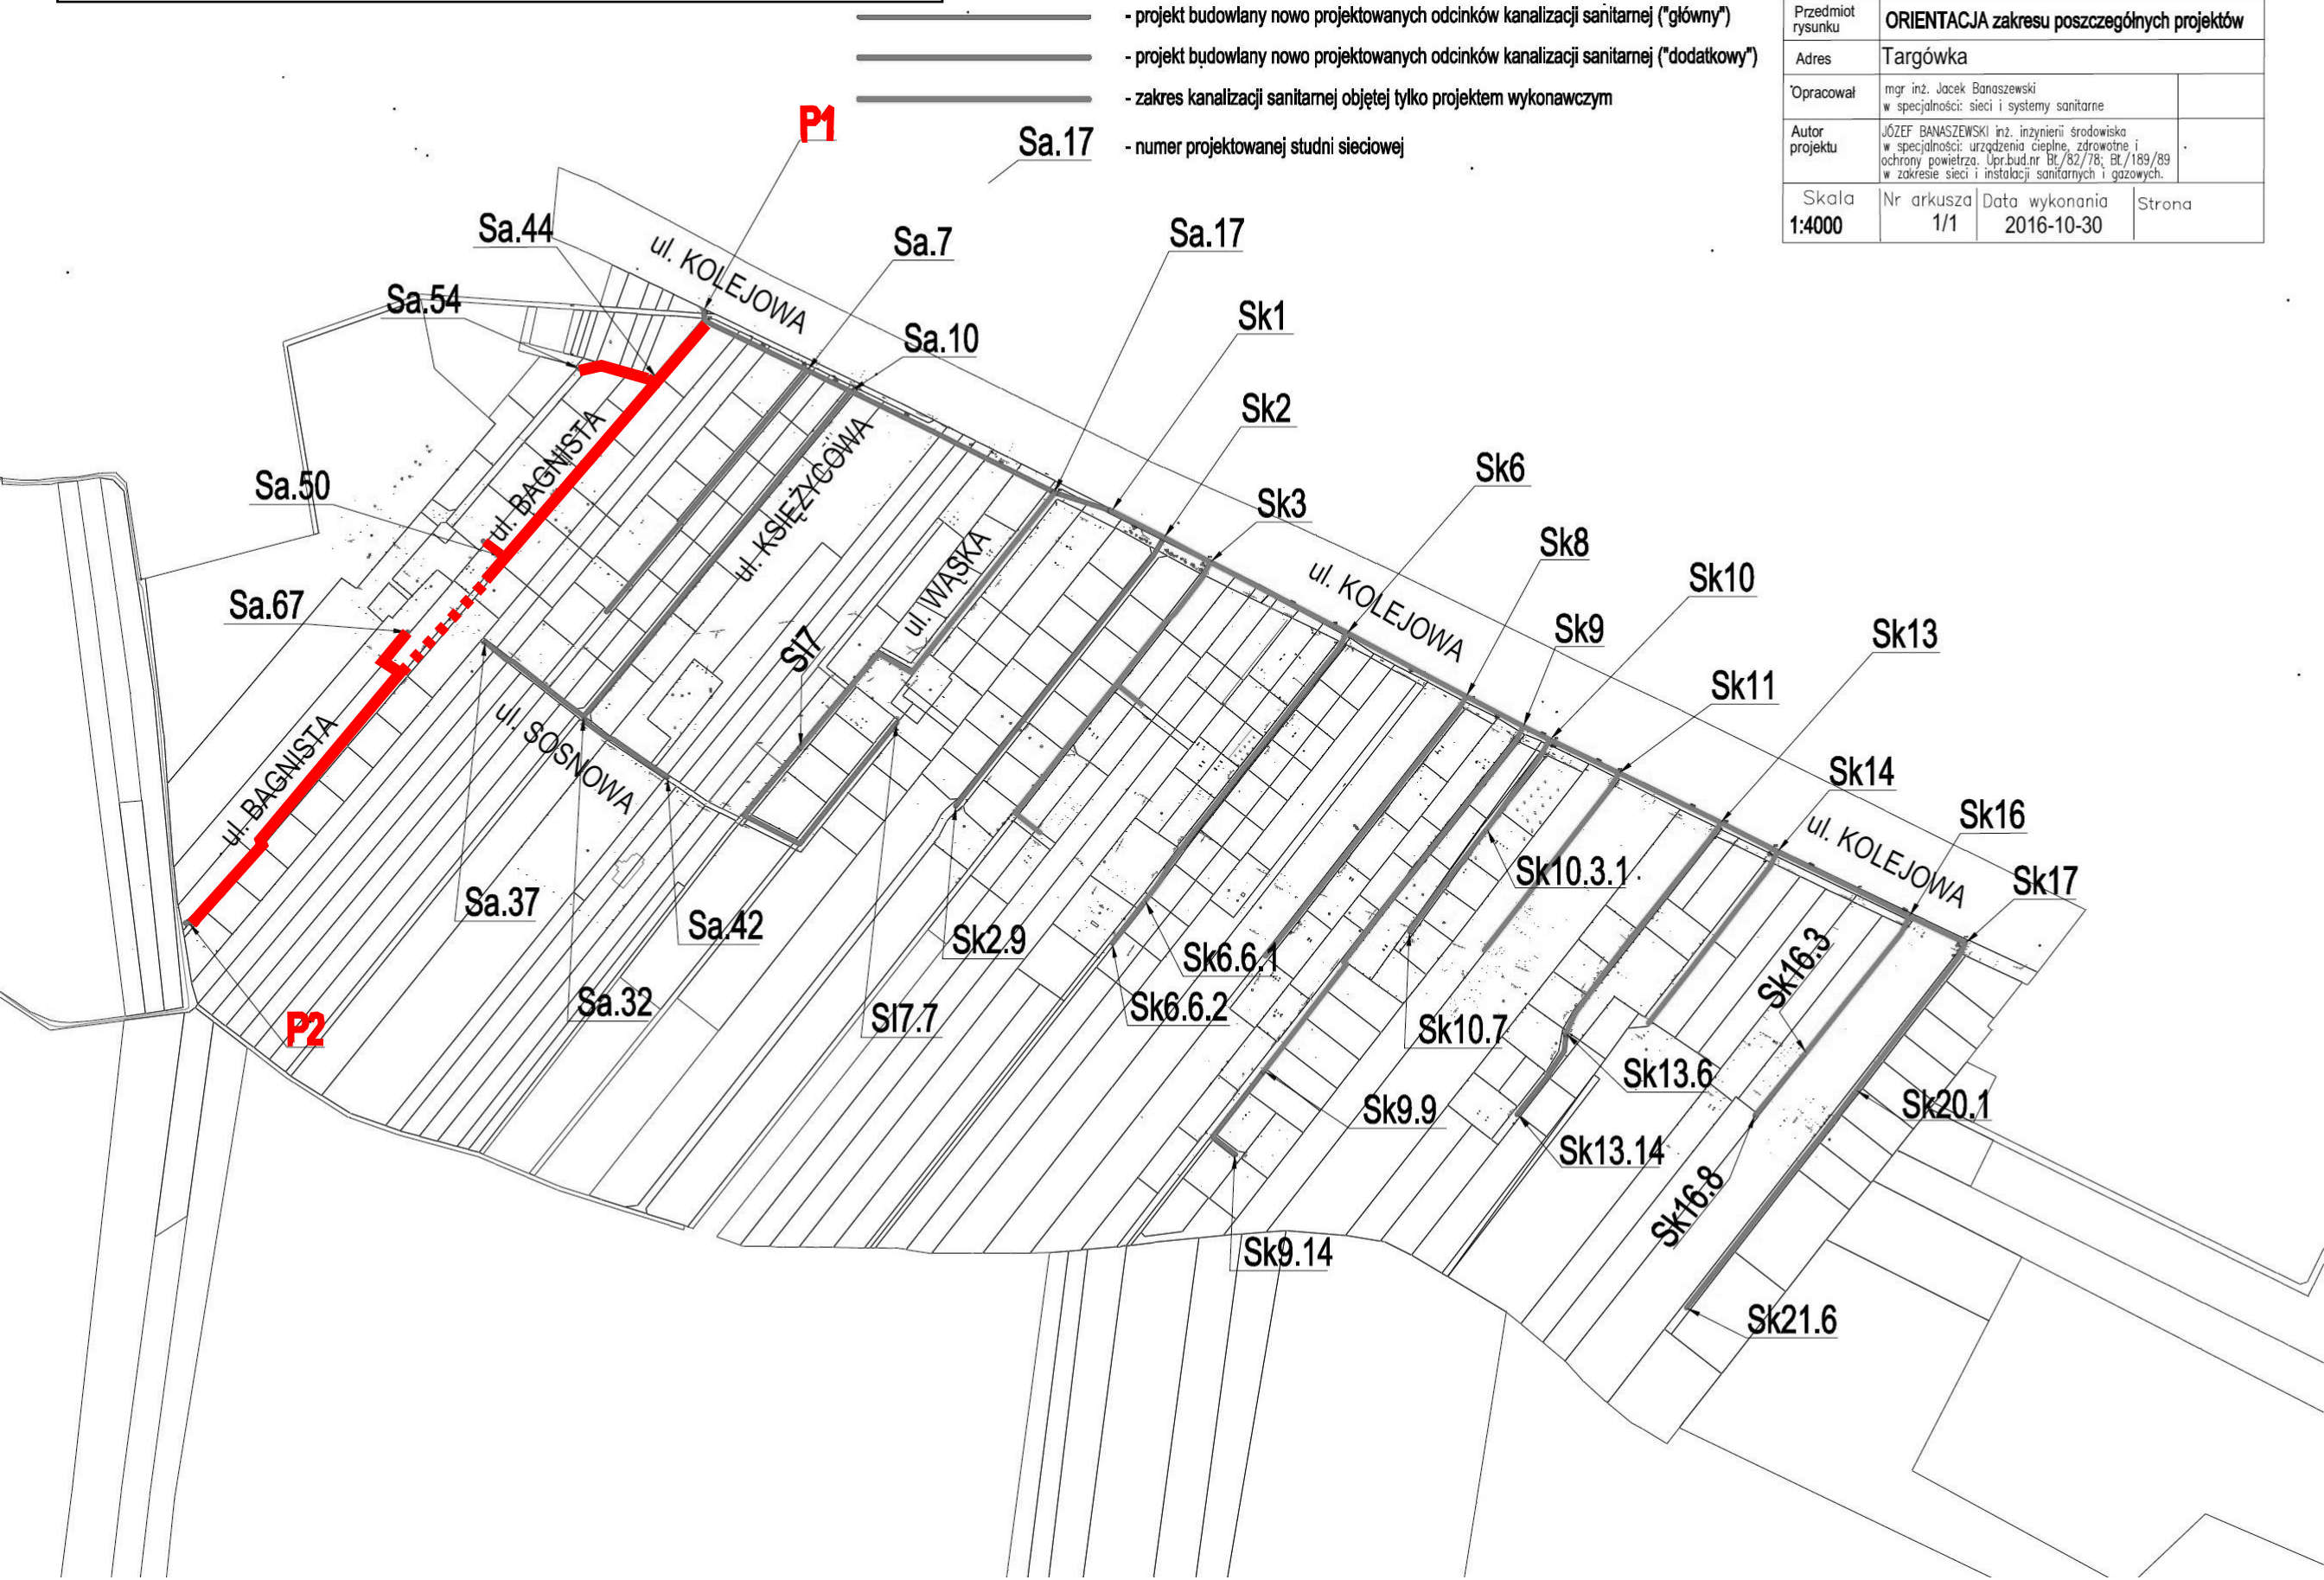 - projekt budowlany nowo projektowanych odcinków kanalizacji sanitarnej ("główny")
- projekt budowlany nowo projektowanych odcinków kanalizacji sanitarnej ("dodatkowy")
- zakres kanalizacji sanitarnej objętej tylko projektem wykonawczym
Sa.17 - numer projektowanej studni sieciowej
Przedmiot rysunku
ORIENTACJA zakresu poszczególnych projektów
Adres
Targówka
Opracował
mgr inż. Jacek Banaszewski
w specjalności: sieci i systemy sanitarne
Autor projektu
JÓZEF BANASZEWSKI inż. inżynierii środowiska
w specjalności: urządzenia cieplne, zdrowotne i
ochrony powietrza. Upr.bud.nr Bł./82/78; Bł./189/89
w zakresie sieci i instalacji sanitarnych i gazowych.
Skala
1:4000
Nr arkusza
1/1
Data wykonania
2016-10-30
Strona
P1
Sa.44
Sa.7
Sa.17
ul. KOLEJOWA
Sa.54
Sa.10
Sk1
Sk2
Sa.50
ul. BAGNISTA
ul. KSIĘŻYCOWA
Sk3
Sk6
Sk8
Sa.67
ul. WĄSKA
ul. KOLEJOWA
Sk10
Sk9
Sk13
Sl7
Sk11
ul. SOSNOWA
ul. BAGNISTA
Sk14
Sk16
ul. KOLEJOWA
Sk10.3.1
Sk17
Sa.37
Sa.42
Sk2.9
Sk6.6.1
Sk16.3
Sa.32
Sl7.7
Sk6.6.2
P2
Sk10.7
Sk13.6
Sk9.9
Sk20.1
Sk13.14
Sk16.8
Sk9.14
Sk21.6